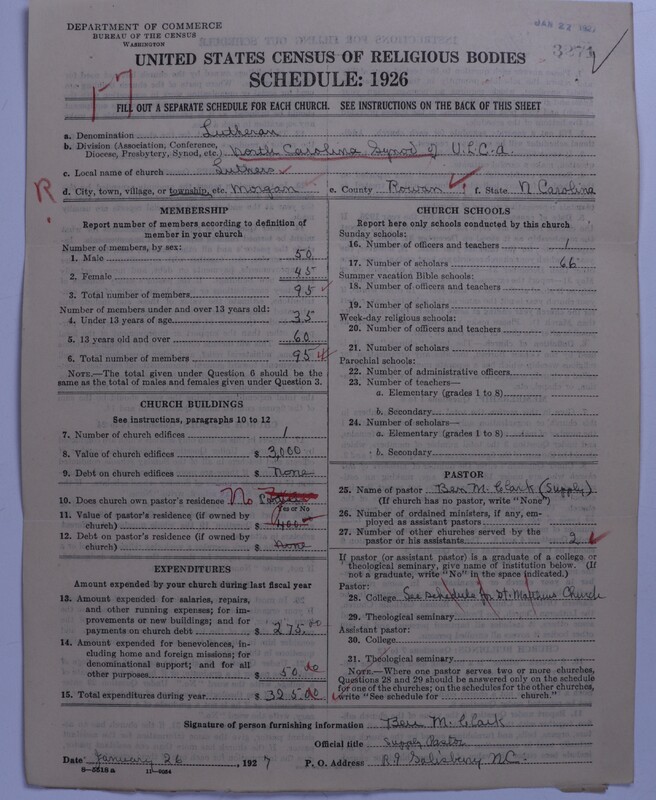 DEPARTMENT OF COMMERCE
BUREAU OF THE CENSUS
WASHINGTON
UNITED STATES CENSUS OF RELIGIOUS BODIES
SCHEDULE: 1926
1-7
FILL OUT A SEPARATE SCHEDULE FOR EACH CHURCH. SEE INSTRUCTIONS ON THE BACK OF THIS SHEET
a. Denomination Lutheran
b. Division (Association, Conference, Diocese, Presbytery, Synod, etc.) North Carolina Synod of U.L.C.A.
c. Local name of church Luthers
R
d. City, town, village, or township, etc. Morgan e. County Rowan f. State N Carolina
MEMBERSHIP
Report number of members according to definition of
member in your church
Number of members, by sex:
1. Male 50
2. Female 45
3. Total number of members 95
Number of members under and over 13 years old:
4. Under 13 years of age 35
5. 13 years old and over 60
6. Total number of members 95
NOTE.—The total given under Question 6 should be the
same as the total of males and females given under Question 3.
CHURCH BUILDINGS
See instructions, paragraphs 10 to 12
7. Number of church edifices 1
8. Value of church edifices $ 3,000
9. Debt on church edifices $ None
10. Does church own pastor's residence? No
Yes or No
11. Value of pastor's residence (if owned by
church) $ 400
12. Debt on pastor's residence (if owned by
church) $ None
EXPENDITURES
Amount expended by your church during last fiscal year
13. Amount expended for salaries, repairs,
and other running expenses; for im-
provements or new buildings; and for
payments on church debt $ 275.00
14. Amount expended for benevolences, in-
cluding home and foreign missions; for
denominational support; and for all
other purposes $ 50.00
15. Total expenditures during year $ 325.00
CHURCH SCHOOLS
Report here only schools conducted by this church
Sunday schools:
16. Number of officers and teachers 1
17. Number of scholars 66
Summer vacation Bible schools:
18. Number of officers and teachers
19. Number of scholars
Week-day religious schools:
20. Number of officers and teachers
21. Number of scholars
Parochial schools:
22. Number of administrative officers
23. Number of teachers—
a. Elementary (grades 1 to 8)
b. Secondary
24. Number of scholars—
a. Elementary (grades 1 to 8)
b. Secondary
PASTOR
25. Name of pastor Ben M. Clark (Supply)
(If church has no pastor, write "None")
26. Number of ordained ministers, if any, em-
ployed as assistant pastors
27. Number of other churches served by the
pastor or his assistants 2
If pastor (or assistant pastor) is a graduate of a college or
theological seminary, give name of institution below. (If
not a graduate, write "No" in the space indicated.)
Pastor:
28. College See schedule for St. Matthews Church
29. Theological seminary
Assistant pastor:
30. College
31. Theological seminary
NOTE.—Where one pastor serves two or more churches,
Questions 28 and 29 should be answered only on the schedule
for one of the churches; on the schedules for the other churches,
write "See schedule for church."
Signature of person furnishing information Ben M. Clark
Official title Supply Pastor
Date January 26, 1927 P. O. Address R9 Salisbury NC.
8-5518 a 11-9064